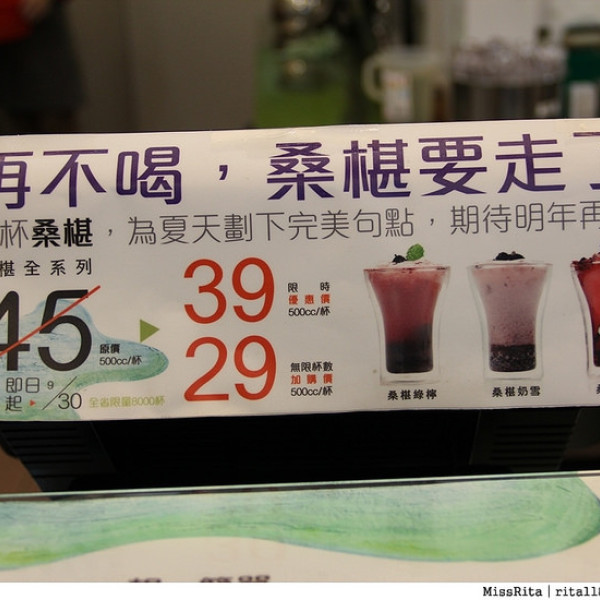 再不喝，桑椹要走了
杯桑椹，為夏天劃下完美句點，期待明年再
椹全系列
45
原價
500cc/杯
39
限時
優惠價
500cc/杯
29
無限杯數
加購價
500cc/杯
即日起 ▸ 9/30
全省限量8000杯
桑椹綠檸
桑椹奶雪
MissRita | rita118